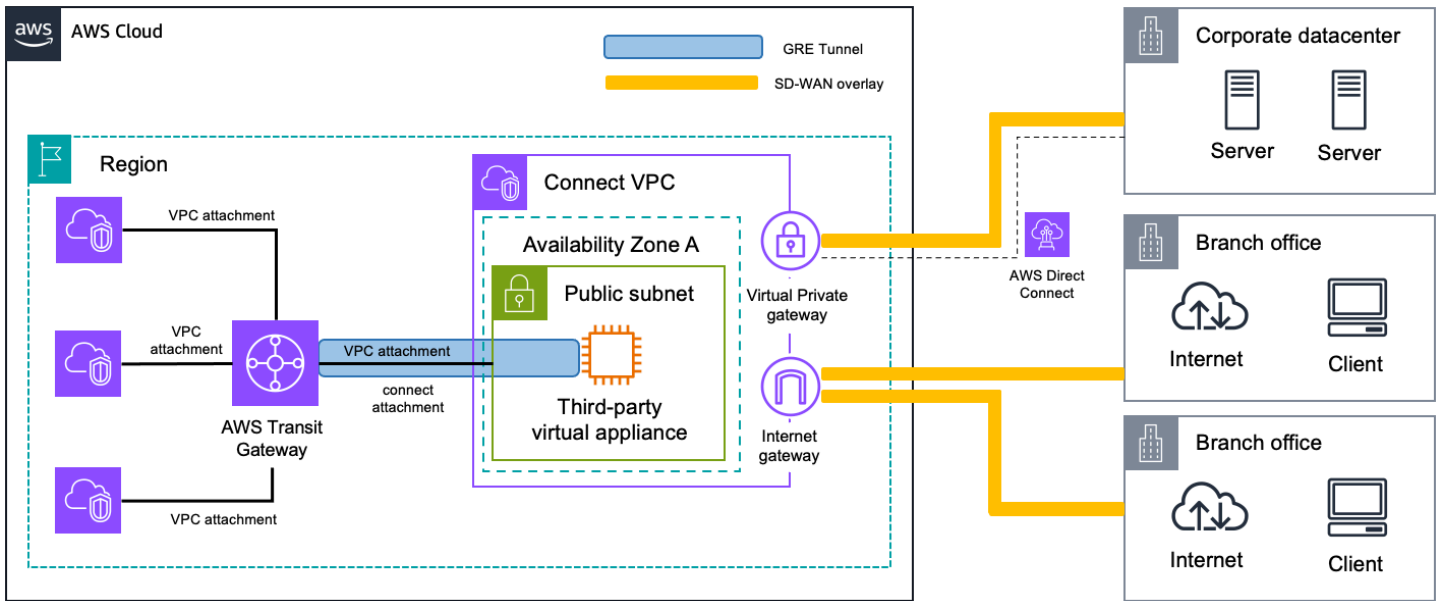 aws
AWS Cloud
GRE Tunnel
SD-WAN overlay
Region
VPC attachment
VPC
attachment
VPC attachment
AWS Transit
Gateway
VPC attachment
connect
attachment
Connect VPC
Availability Zone A
Public subnet
Third-party
virtual appliance
Virtual Private
gateway
Internet
gateway
AWS Direct
Connect
Corporate datacenter
Server
Server
Branch office
Internet
Client
Branch office
Internet
Client